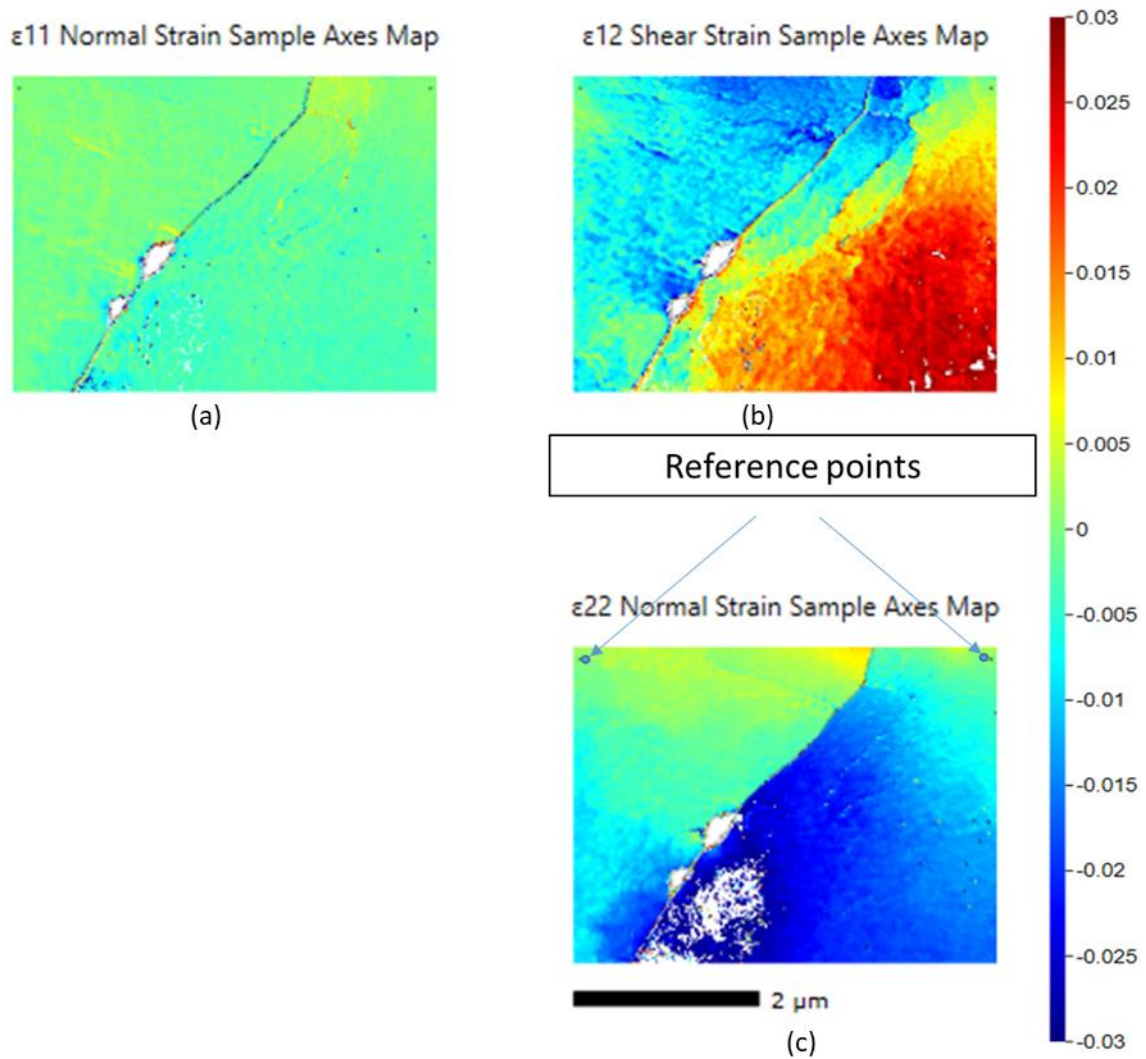 ε11 Normal Strain Sample Axes Map
ε12 Shear Strain Sample Axes Map
0.03
0.025
0.02
0.015
0.01
0.005
0
-0.005
-0.01
-0.015
-0.02
-0.025
-0.03
(a)
(b)
Reference points
ε22 Normal Strain Sample Axes Map
2 μm
(c)